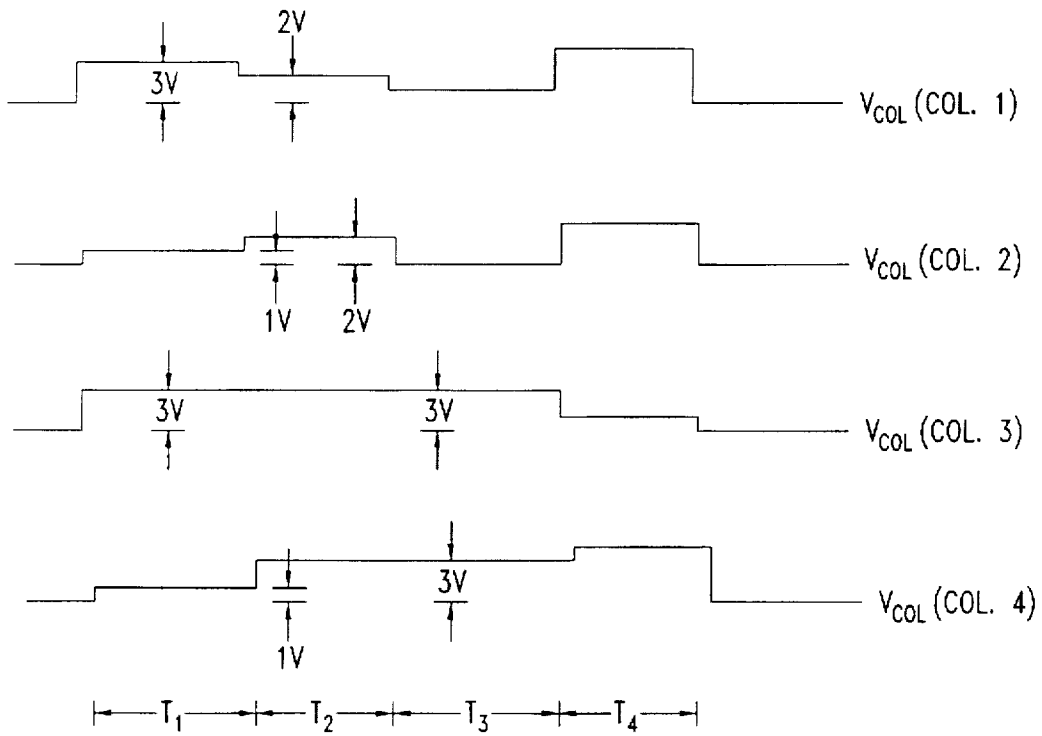 2V
3V
V_COL (COL. 1)
V_COL (COL. 2)
1V 2V
3V 3V
V_COL (COL. 3)
3V
V_COL (COL. 4)
1V
T_1 T_2 T_3 T_4